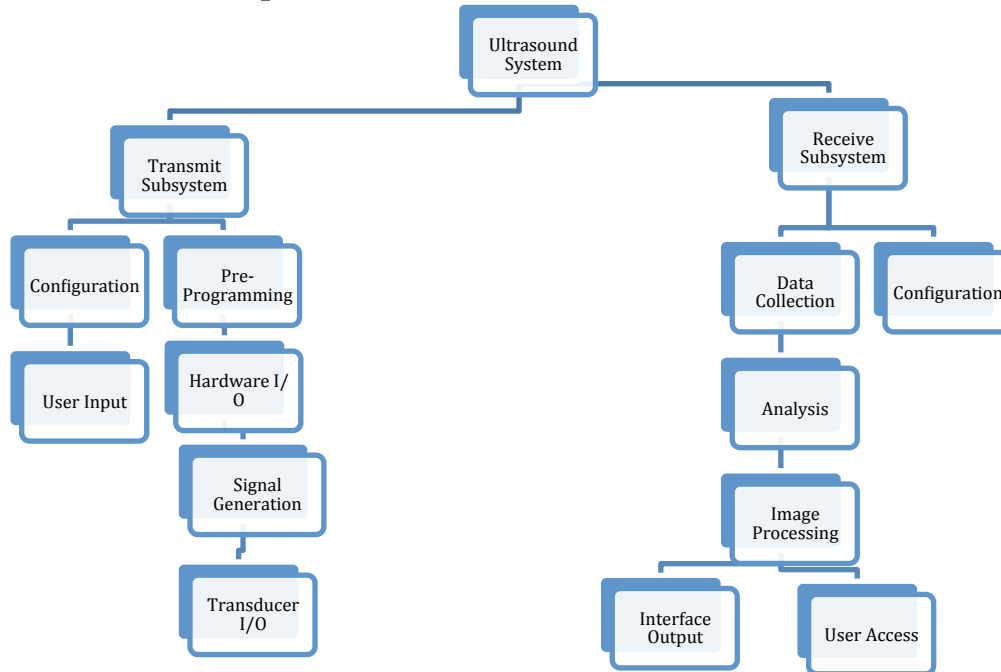 Ultrasound
System
Transmit
Subsystem
Receive
Subsystem
Configuration
Pre-
Programming
Data
Collection
Configuration
User Input
Hardware I/
O
Analysis
Signal
Generation
Image
Processing
Transducer
I/O
Interface
Output
User Access